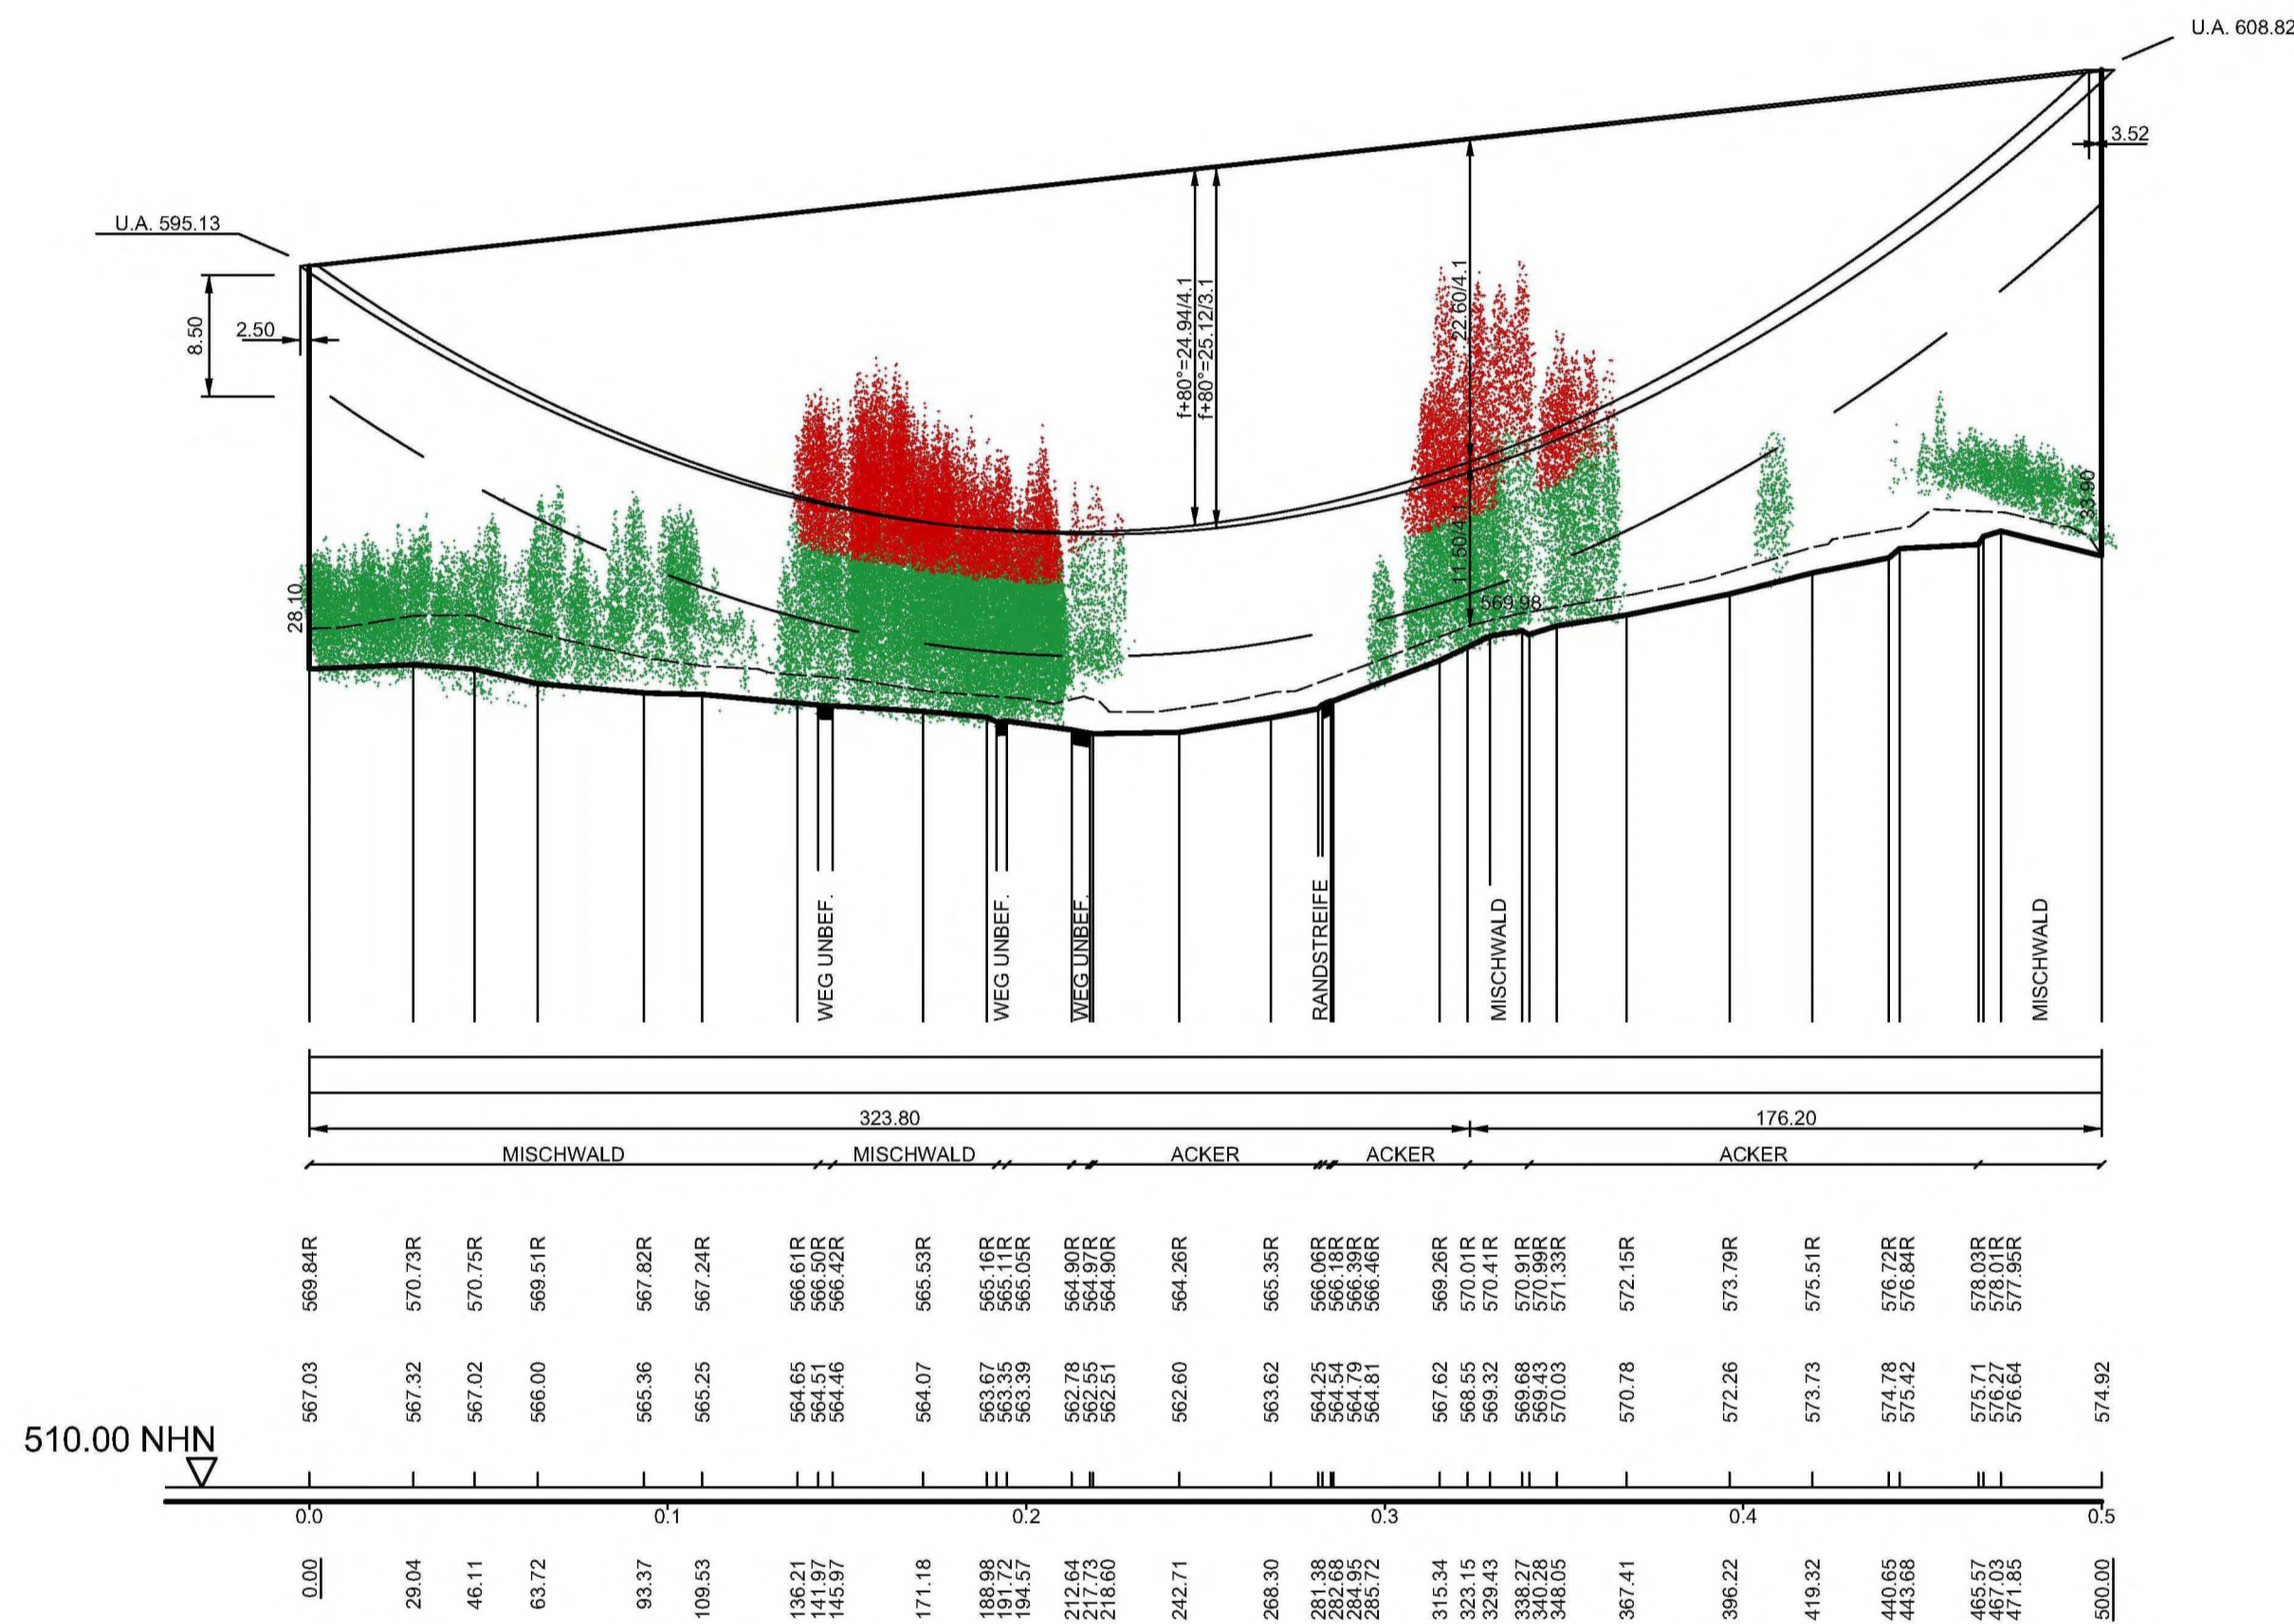 U.A. 608.82
3.52
U.A. 595.13
8.50
2.50
f+80°=24.94/4.1
f+80°=25.12/3.1
22.60/4.1
11.50/4.1
569.98
28.10
33.90
WEG UNBEF.
WEG UNBEF.
WEG UNBEF.
RANDSTREIFE
MISCHWALD
MISCHWALD
323.80
176.20
MISCHWALD
MISCHWALD
ACKER
ACKER
ACKER
569.84R
570.73R
570.75R
569.51R
567.82R
567.24R
566.61R
566.50R
566.42R
565.53R
565.16R
565.11R
565.05R
564.90R
564.97R
564.90R
564.26R
565.35R
566.06R
566.18R
566.39R
566.46R
569.26R
570.01R
570.41R
570.91R
570.99R
571.33R
572.15R
573.79R
575.51R
576.72R
576.84R
578.03R
578.01R
577.95R
567.03
567.32
567.02
566.00
565.36
565.25
564.65
564.51
564.46
564.07
563.67
563.35
563.39
562.78
562.55
562.51
562.60
563.62
564.25
564.54
564.79
564.81
567.62
568.55
569.32
569.68
569.43
570.03
570.78
572.26
573.73
574.78
575.42
575.71
576.27
576.64
574.92
510.00 NHN
0.0
0.1
0.2
0.3
0.4
0.5
0.00
29.04
46.11
63.72
93.37
109.53
136.21
141.97
145.97
171.18
188.98
191.72
194.57
212.64
217.73
218.60
242.71
268.30
281.38
282.68
284.95
285.72
315.34
323.15
329.43
338.27
340.28
348.05
367.41
396.22
419.32
440.65
443.68
465.57
467.03
471.85
500.00